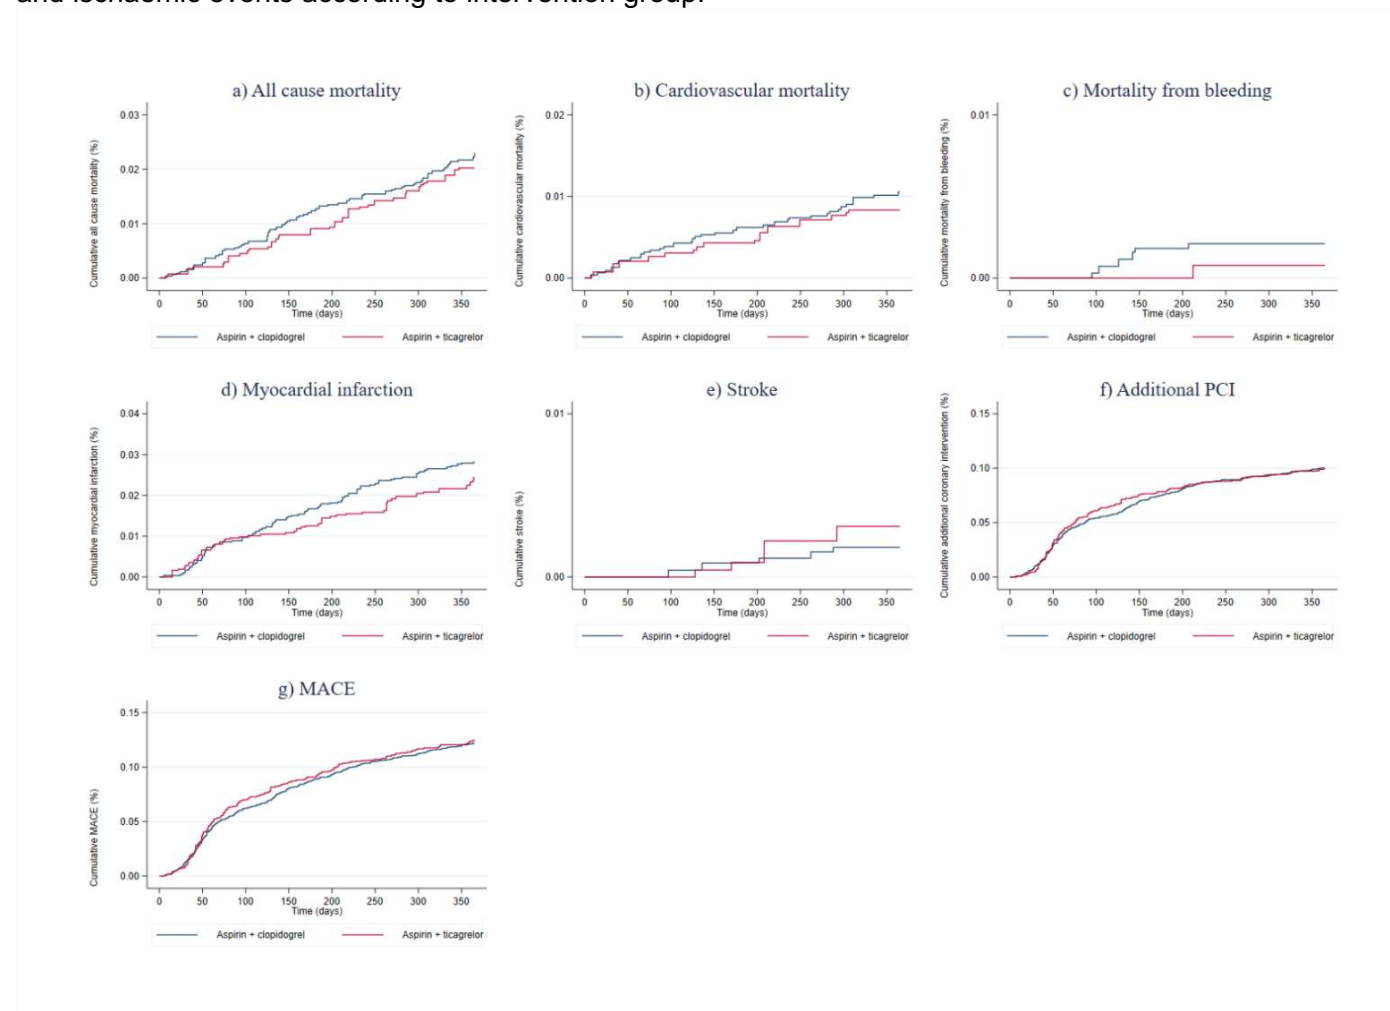 and ischaemic events according to intervention group.
a) All cause mortality
Cumulative all cause mortality (%)
0.03
0.02
0.01
0.00
0 50 100 150 200 250 300 350
Time (days)
Aspirin + clopidogrel Aspirin + ticagrelor
b) Cardiovascular mortality
Cumulative cardiovascular mortality (%)
0.02
0.01
0.00
0 50 100 150 200 250 300 350
Time (days)
Aspirin + clopidogrel Aspirin + ticagrelor
c) Mortality from bleeding
Cumulative mortality from bleeding (%)
0.01
0.00
0 50 100 150 200 250 300 350
Time (days)
Aspirin + clopidogrel Aspirin + ticagrelor
d) Myocardial infarction
Cumulative myocardial infarction (%)
0.04
0.03
0.02
0.01
0.00
0 50 100 150 200 250 300 350
Time (days)
Aspirin + clopidogrel Aspirin + ticagrelor
e) Stroke
Cumulative stroke (%)
0.01
0.00
0 50 100 150 200 250 300 350
Time (days)
Aspirin + clopidogrel Aspirin + ticagrelor
f) Additional PCI
Cumulative additional coronary intervention (%)
0.15
0.10
0.05
0.00
0 50 100 150 200 250 300 350
Time (days)
Aspirin + clopidogrel Aspirin + ticagrelor
g) MACE
Cumulative MACE (%)
0.15
0.10
0.05
0.00
0 50 100 150 200 250 300 350
Time (days)
Aspirin + clopidogrel Aspirin + ticagrelor